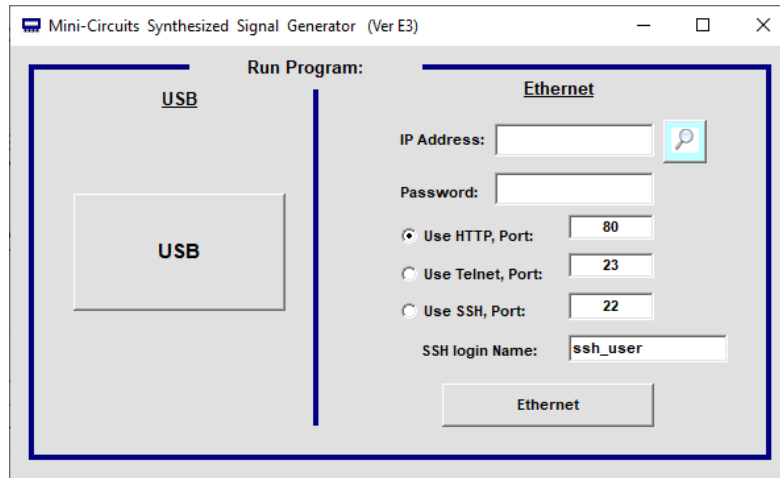 Mini-Circuits Synthesized Signal Generator (Ver E3)
Run Program:
USB
USB
Ethernet
IP Address:
Password:
Use HTTP, Port: 80
Use Telnet, Port: 23
Use SSH, Port: 22
SSH login Name: ssh_user
Ethernet